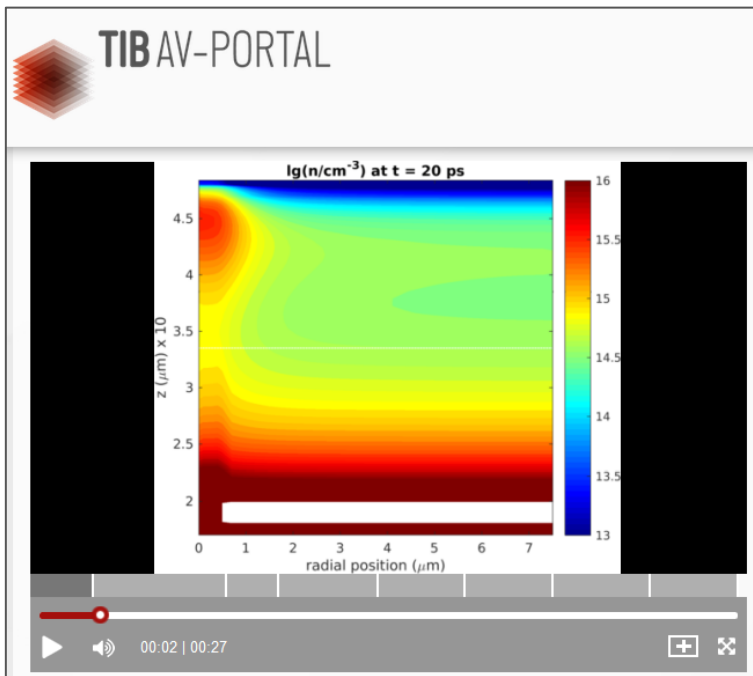 TIB AV-PORTAL
lg(n/cm⁻³) at t = 20 ps
z (μm) x 10
4.5
4
3.5
3
2.5
2
0 1 2 3 4 5 6 7
radial position (μm)
16
15.5
15
14.5
14
13.5
13
00:02 | 00:27